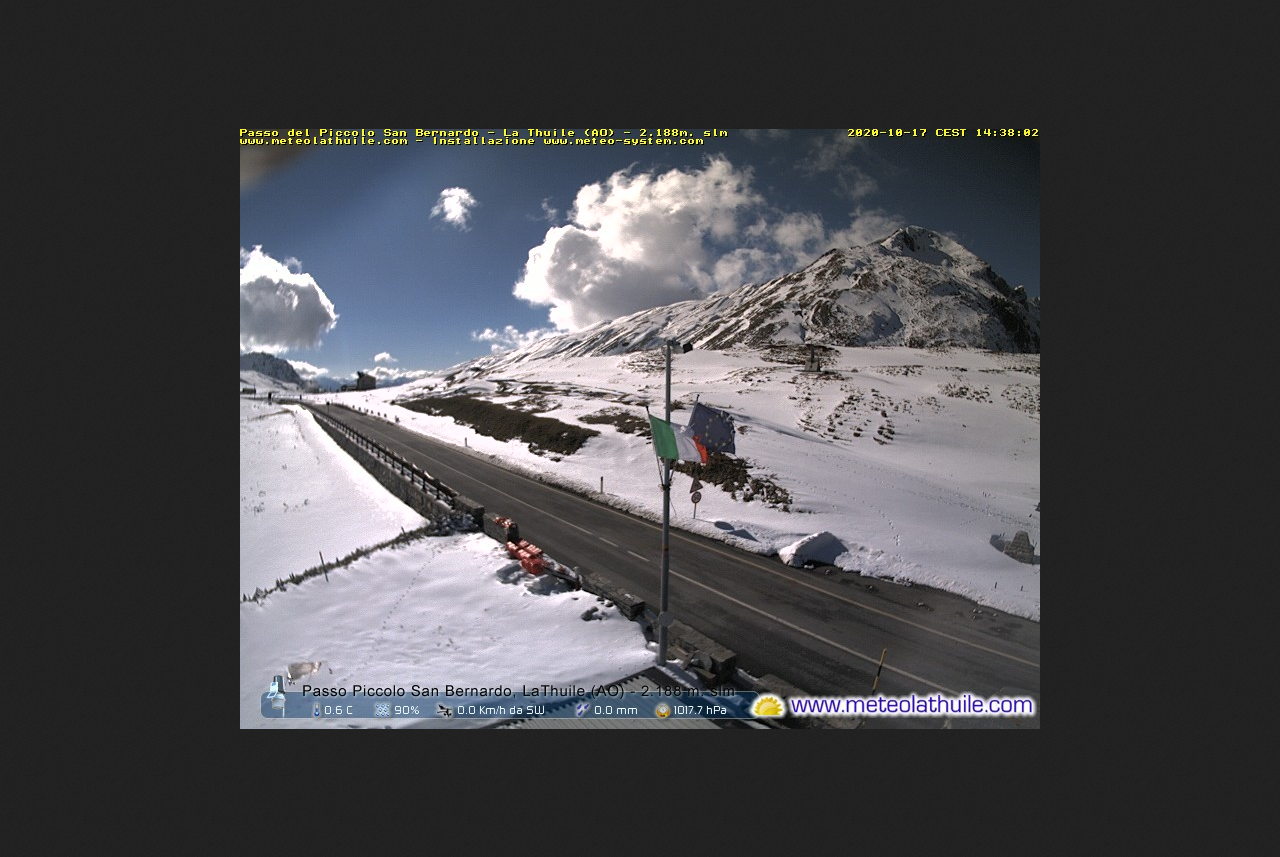 Passo del Piccolo San Bernardo - La Thuile (AO) - 2.188m. slm 2020-10-17 CEST 14:38:02
www.meteolathuile.com - Installazione www.meteo-system.com
Passo Piccolo San Bernardo, LaThuile (AO) - 2.188 m. slm
0.6 C 90% 0.0 Km/h da SW 0.0 mm 1017.7 hPa
www.meteolathuile.com